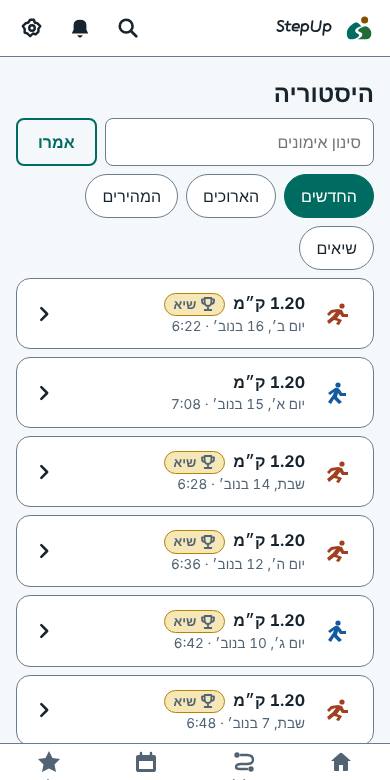 StepUp
היסטוריה
סינון אימונים
אמרו
החדשים
הארוכים
המהירים
שיאים
1.20 ק״מ שיא
יום ב׳, 16 בנוב׳ · 6:22
1.20 ק״מ
יום א׳, 15 בנוב׳ · 7:08
1.20 ק״מ שיא
שבת, 14 בנוב׳ · 6:28
1.20 ק״מ שיא
יום ה׳, 12 בנוב׳ · 6:36
1.20 ק״מ שיא
יום ג׳, 10 בנוב׳ · 6:42
1.20 ק״מ שיא
שבת, 7 בנוב׳ · 6:48